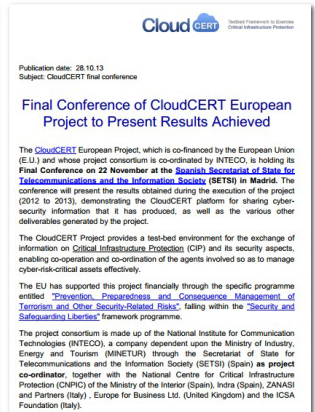 Cloud CERT
Testbed Framework to Exercise
Critical Infrastructure Protection
Publication date: 28.10.13
Subject: CloudCERT final conference
Final Conference of CloudCERT European
Project to Present Results Achieved
The CloudCERT European Project, which is co-financed by the European Union
(E.U.) and whose project consortium is co-ordinated by INTECO, is holding its
Final Conference on 22 November at the Spanish Secretariat of State for
Telecommunications and the Information Society (SETSI) in Madrid. The
conference will present the results obtained during the execution of the project
(2012 to 2013), demonstrating the CloudCERT platform for sharing cyber-
security information that it has produced, as well as the various other
deliverables generated by the project.
The CloudCERT Project provides a test-bed environment for the exchange of
information on Critical Infrastructure Protection (CIP) and its security aspects,
enabling co-operation and co-ordination of the agents involved so as to manage
cyber-risk-critical assets effectively.
The EU has supported this project financially through the specific programme
entitled "Prevention, Preparedness and Consequence Management of
Terrorism and Other Security-Related Risks", falling within the "Security and
Safeguarding Liberties" framework programme.
The project consortium is made up of the National Institute for Communication
Technologies (INTECO), a company dependent upon the Ministry of Industry,
Energy and Tourism (MINETUR) through the Secretariat of State for
Telecommunications and the Information Society (SETSI) (Spain) as project
co-ordinator, together with the National Centre for Critical Infrastructure
Protection (CNPIC) of the Ministry of the Interior (Spain), Indra (Spain), ZANASI
and Partners (Italy) , Europe for Business Ltd. (United Kingdom) and the ICSA
Foundation (Italy).